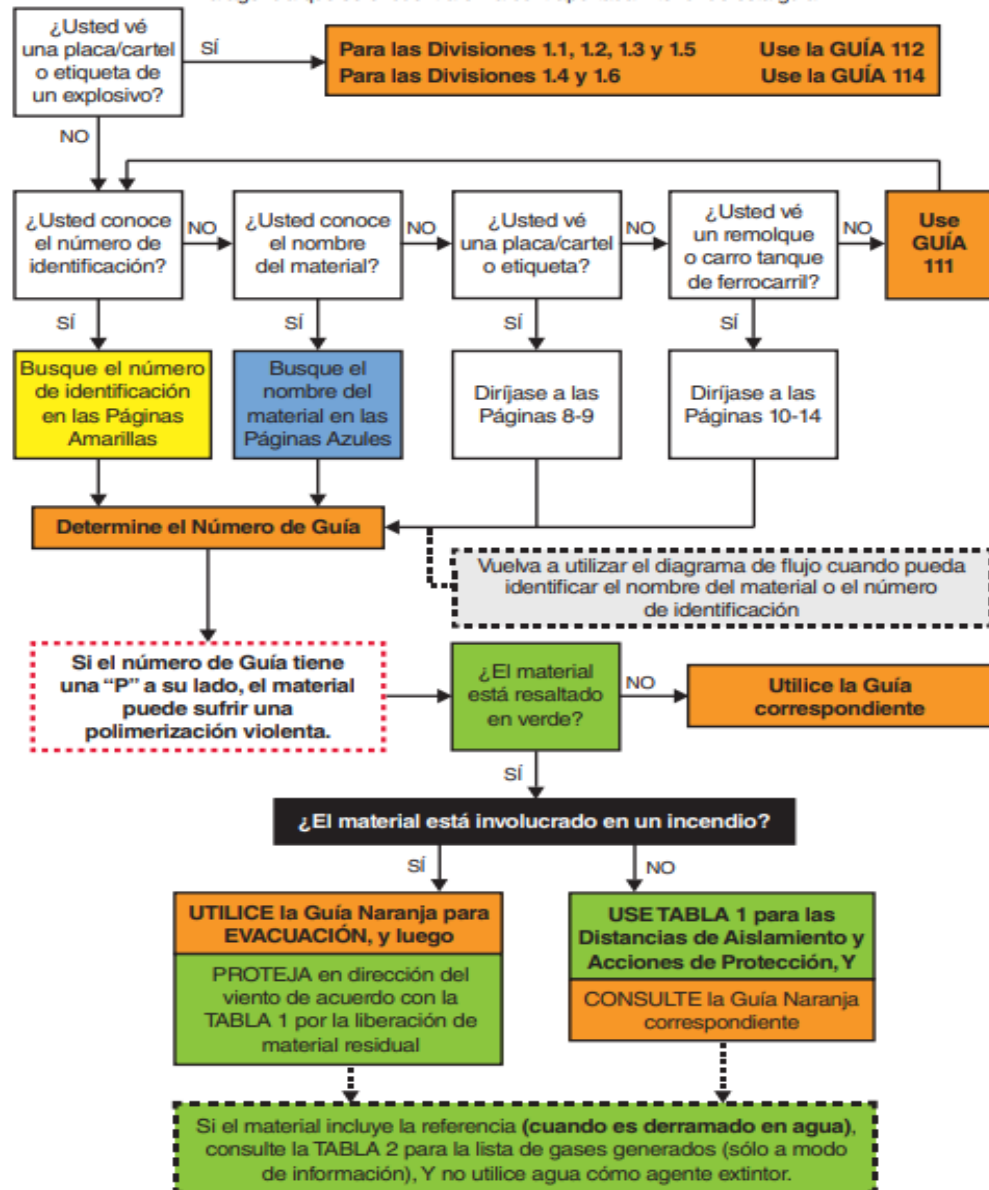 ¿Usted vé
una placa/cartel
o etiqueta de
un explosivo?
SÍ
Para las Divisiones 1.1, 1.2, 1.3 y 1.5 Use la GUÍA 112
Para las Divisiones 1.4 y 1.6 Use la GUÍA 114
NO
¿Usted conoce
el número de
identificación?
NO
¿Usted conoce
el nombre
del material?
NO
¿Usted vé
una placa/cartel
o etiqueta?
NO
¿Usted vé
un remolque
o carro tanque
de ferrocarril?
NO
Use
GUÍA
111
SÍ
SÍ
SÍ
SÍ
Busque el número
de identificación
en las Páginas
Amarillas
Busque el
nombre del
material en las
Páginas Azules
Diríjase a las
Páginas 8-9
Diríjase a las
Páginas 10-14
Determine el Número de Guía
Vuelva a utilizar el diagrama de flujo cuando pueda
identificar el nombre del material o el número
de identificación
Si el número de Guía tiene
una “P” a su lado, el material
puede sufrir una
polimerización violenta.
¿El material
está resaltado
en verde?
NO
Utilice la Guía
correspondiente
SÍ
¿El material está involucrado en un incendio?
SÍ
NO
UTILICE la Guía Naranja para
EVACUACIÓN, y luego
PROTEJA en dirección del
viento de acuerdo con la
TABLA 1 por la liberación de
material residual
USE TABLA 1 para las
Distancias de Aislamiento y
Acciones de Protección, Y
CONSULTE la Guía Naranja
correspondiente
Si el material incluye la referencia (cuando es derramado en agua),
consulte la TABLA 2 para la lista de gases generados (sólo a modo
de información), Y no utilice agua cómo agente extintor.